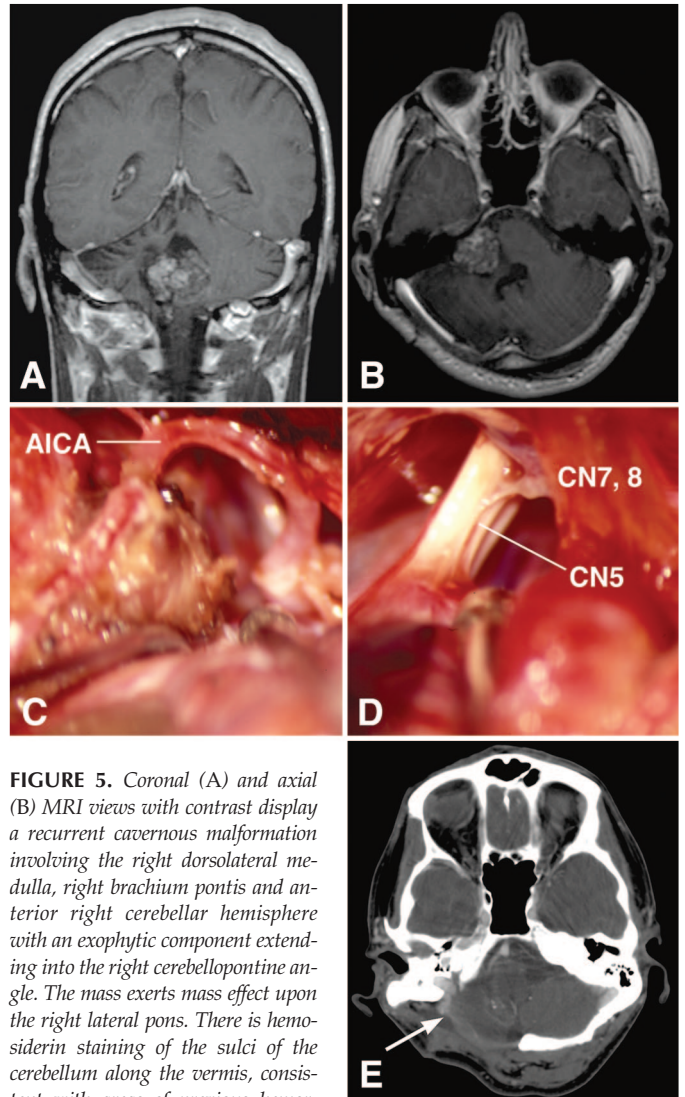 A
B
AICA
C
CN7, 8
CN5
D
FIGURE 5. Coronal (A) and axial
(B) MRI views with contrast display
a recurrent cavernous malformation
involving the right dorsolateral me-
dulla, right brachium pontis and an-
terior right cerebellar hemisphere
with an exophytic component extend-
ing into the right cerebellopontine an-
gle. The mass exerts mass effect upon
the right lateral pons. There is hemo-
siderin staining of the sulci of the
cerebellum along the vermis, consis-
E